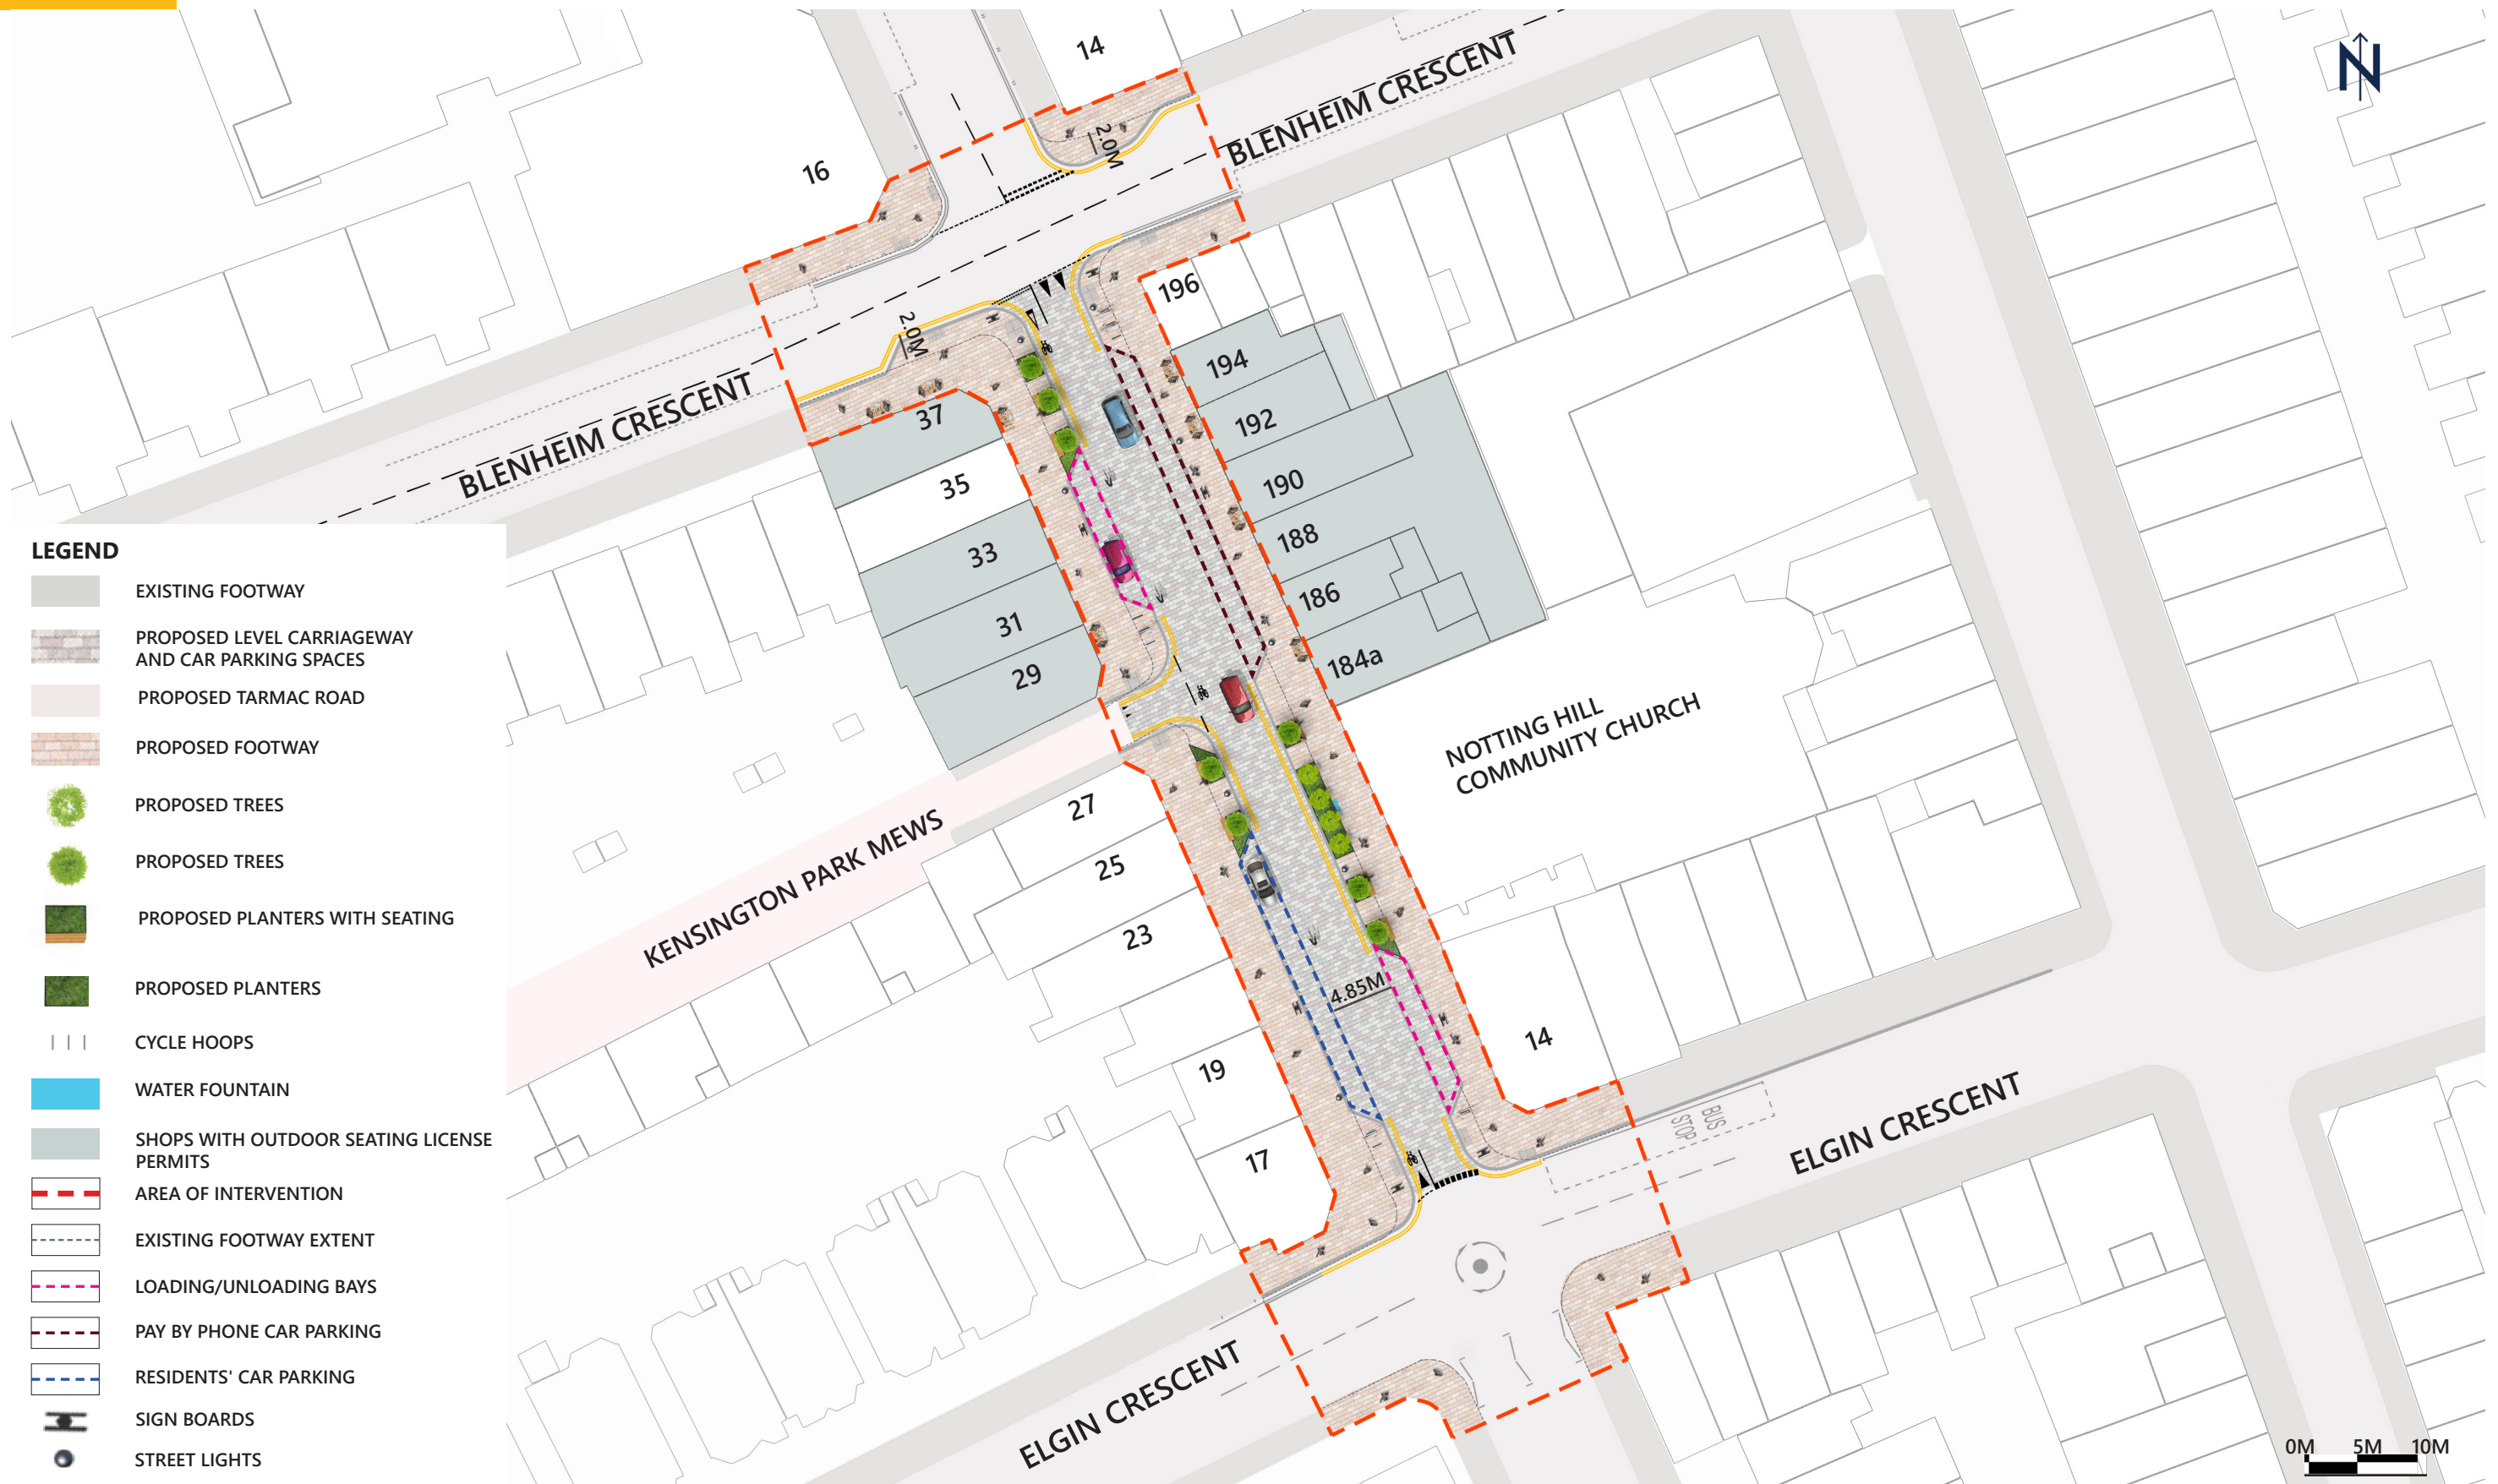 N
14
BLENHEIM CRESCENT
2.0M
16
196
2.0M
194
37
192
BLENHEIM CRESCENT
35
190
33
188
31
186
29
184a
NOTTING HILL
COMMUNITY CHURCH
27
KENSINGTON PARK MEWS
25
23
4.85M
14
19
17
BUS
STOP
ELGIN CRESCENT
ELGIN CRESCENT
LEGEND
EXISTING FOOTWAY
PROPOSED LEVEL CARRIAGEWAY
AND CAR PARKING SPACES
PROPOSED TARMAC ROAD
PROPOSED FOOTWAY
PROPOSED TREES
PROPOSED TREES
PROPOSED PLANTERS WITH SEATING
PROPOSED PLANTERS
CYCLE HOOPS
WATER FOUNTAIN
SHOPS WITH OUTDOOR SEATING LICENSE
PERMITS
AREA OF INTERVENTION
EXISTING FOOTWAY EXTENT
LOADING/UNLOADING BAYS
PAY BY PHONE CAR PARKING
RESIDENTS' CAR PARKING
SIGN BOARDS
STREET LIGHTS
0M 5M 10M